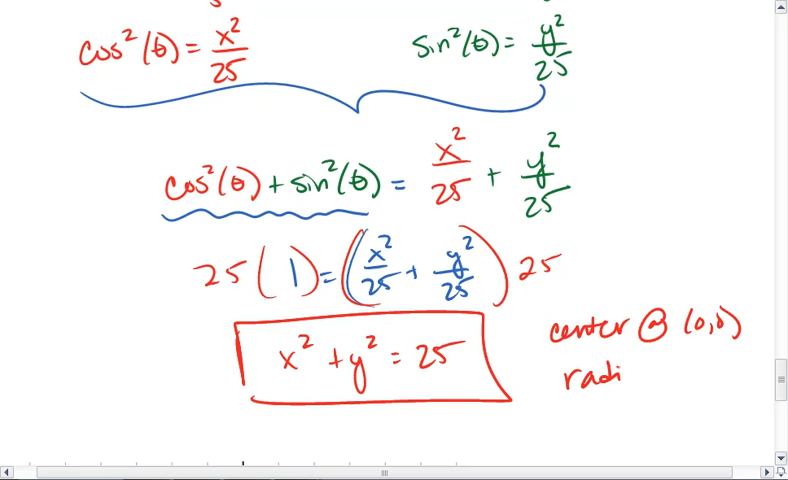 cos²(θ) = x²/25 sin²(θ) = y²/25
cos²(θ) + sin²(θ) = x²/25 + y²/25
25 (1) = (x²/25 + y²/25) 25
x² + y² = 25
center @ (0,0)
radi